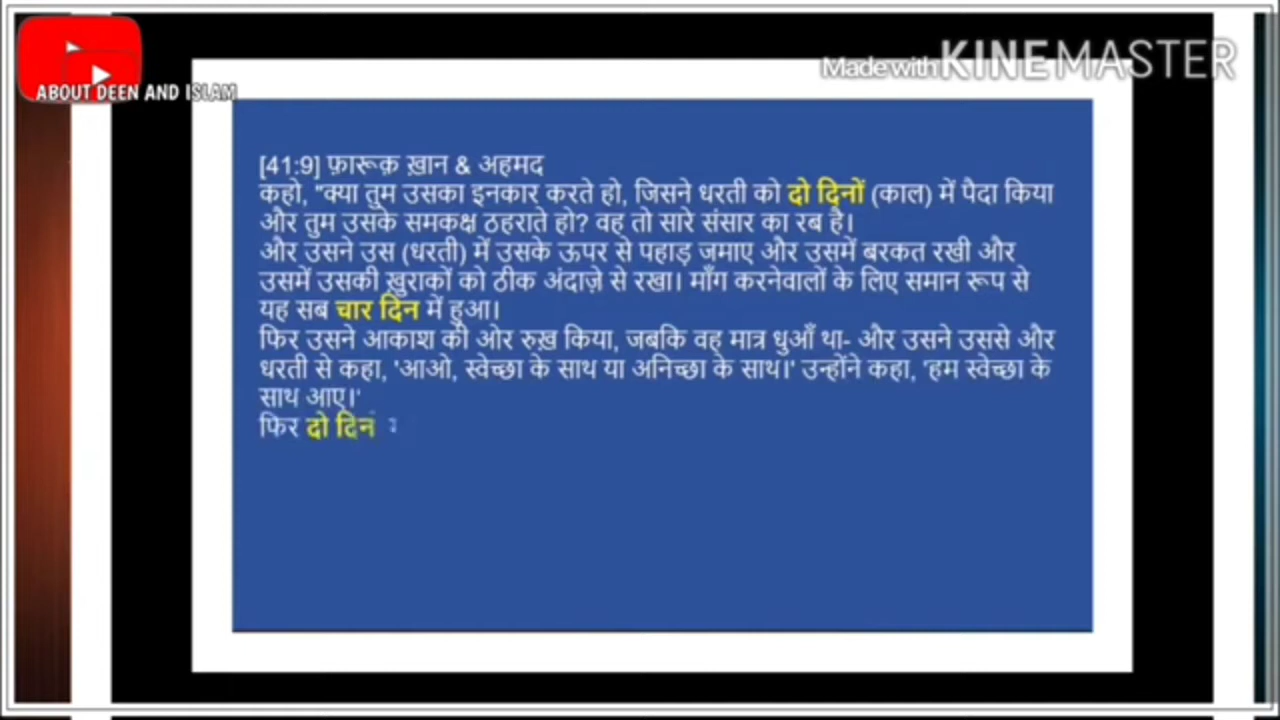 Made with KINEMASTER
ABOUT DEEN AND ISLAM
[41:9] फ़ारूक़ ख़ान & अहमद
कहो, "क्या तुम उसका इनकार करते हो, जिसने धरती को दो दिनों (काल) में पैदा किया
और तुम उसके समकक्ष ठहराते हो? वह तो सारे संसार का रब है।
और उसने उस (धरती) में उसके ऊपर से पहाड़ जमाए और उसमें बरकत रखी और
उसमें उसकी ख़ुराकों को ठीक अंदाज़े से रखा। माँग करनेवालों के लिए समान रूप से
यह सब चार दिन में हुआ।
फिर उसने आकाश की ओर रुख़ किया, जबकि वह मात्र धुआँ था- और उसने उससे और
धरती से कहा, 'आओ, स्वेच्छा के साथ या अनिच्छा के साथ।' उन्होंने कहा, 'हम स्वेच्छा के
साथ आए।'
फिर दो दिन